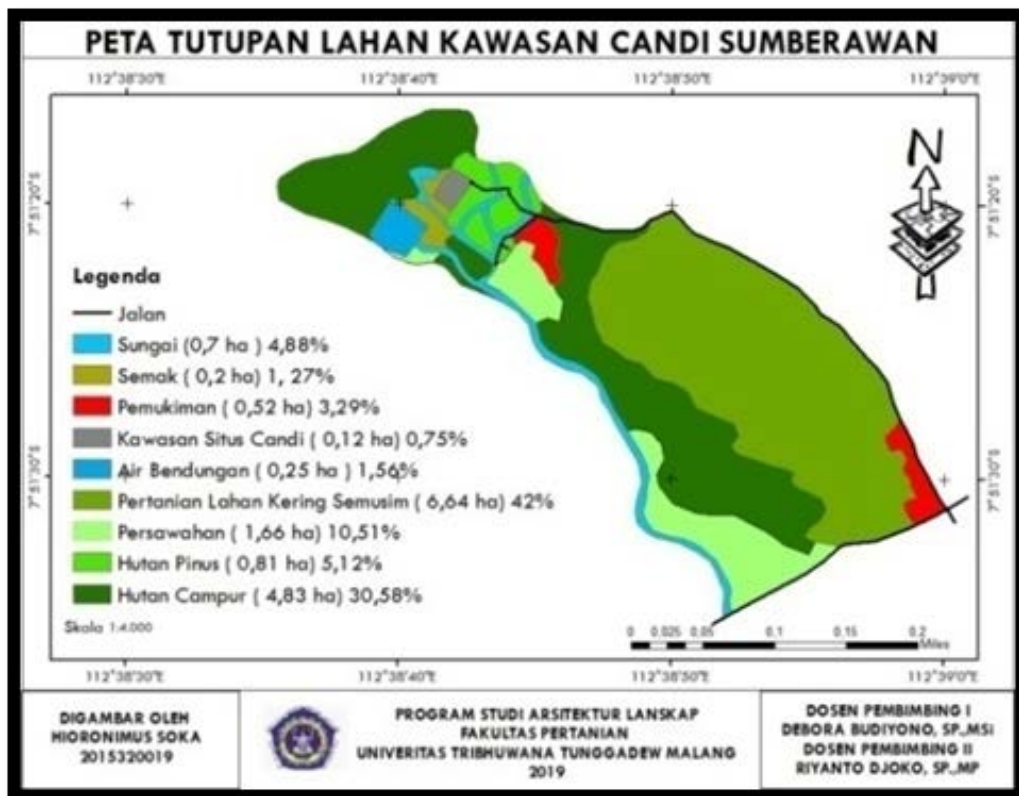 PETA TUTUPAN LAHAN KAWASAN CANDI SUMBERAWAN
112°38'30"E 112°38'40"E 112°38'50"E 112°39'0"E
7°51'20"S 7°51'20"S
N
Legenda
Jalan
Sungai (0,7 ha ) 4,88%
Semak ( 0,2 ha) 1, 27%
Pemukiman ( 0,52 ha) 3,29%
Kawasan Situs Candi ( 0,12 ha) 0,75%
Air Bendungan ( 0,25 ha ) 1,56%
Pertanian Lahan Kering Semusim ( 6,64 ha) 42%
Persawahan ( 1,66 ha) 10,51%
Hutan Pinus ( 0,81 ha) 5,12%
Hutan Campur ( 4,83 ha) 30,58%
7°51'30"S 7°51'30"S
Skala 1:4.000
0 0.025 0.05 0.1 0.15 0.2
Miles
112°38'30"E 112°38'40"E 112°38'50"E 112°39'0"E
DIGAMBAR OLEH
HIORONIMUS SOKA
2015320019
PROGRAM STUDI ARSITEKTUR LANSKAP
FAKULTAS PERTANIAN
UNIVERITAS TRIBHUWANA TUNGGADEW MALANG
2019
DOSEN PEMBIMBING I
DEBORA BUDIYONO, SP.,MSi
DOSEN PEMBIMBING II
RIYANTO DJOKO, SP.,MP